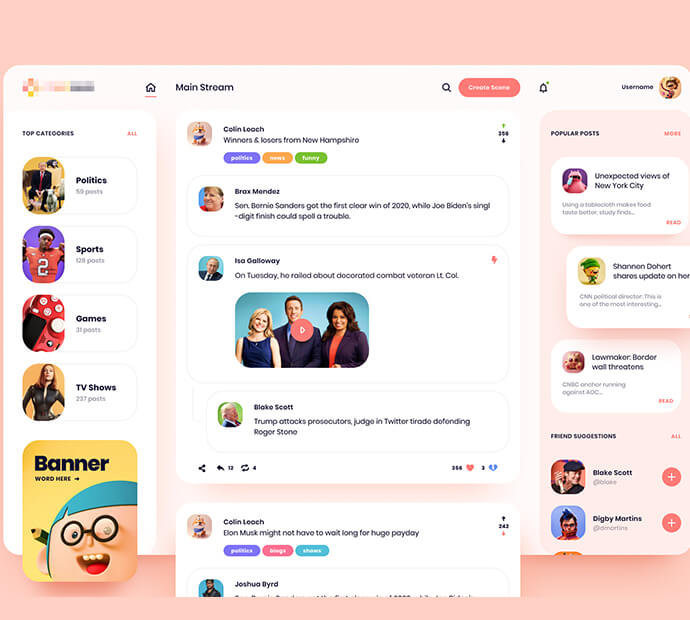 Main Stream
Create Scene
Username
TOP CATEGORIES
ALL
Politics
59 posts
Sports
128 posts
Games
31 posts
TV Shows
237 posts
Banner
WORD HERE
Colin Loach
Winners & losers from New Hampshire
politics
news
funny
356
Brax Mendez
Sen. Bernie Sanders got the first clear win of 2020, while Joe Biden's singl
-digit finish could spell a trouble.
Isa Galloway
On Tuesday, he railed about decorated combat veteran Lt. Col.
Blake Scott
Trump attacks prosecutors, judge in Twitter tirade defending
Roger Stone
12
4
356
3
Colin Loach
Elon Musk might not have to wait long for huge payday
politics
blogs
shows
242
Joshua Byrd
POPULAR POSTS
MORE
Unexpected views of
New York City
Using a tablecloth makes food
taste better, study finds...
READ
Shannon Dohert
shares update on her
CNN political director: This is
one of the most interesting...
Lawmaker: Border
wall threatens
CNBC anchor running
against AOC...
READ
FRIEND SUGGESTIONS
ALL
Blake Scott
@blake
Digby Martins
@dmartins